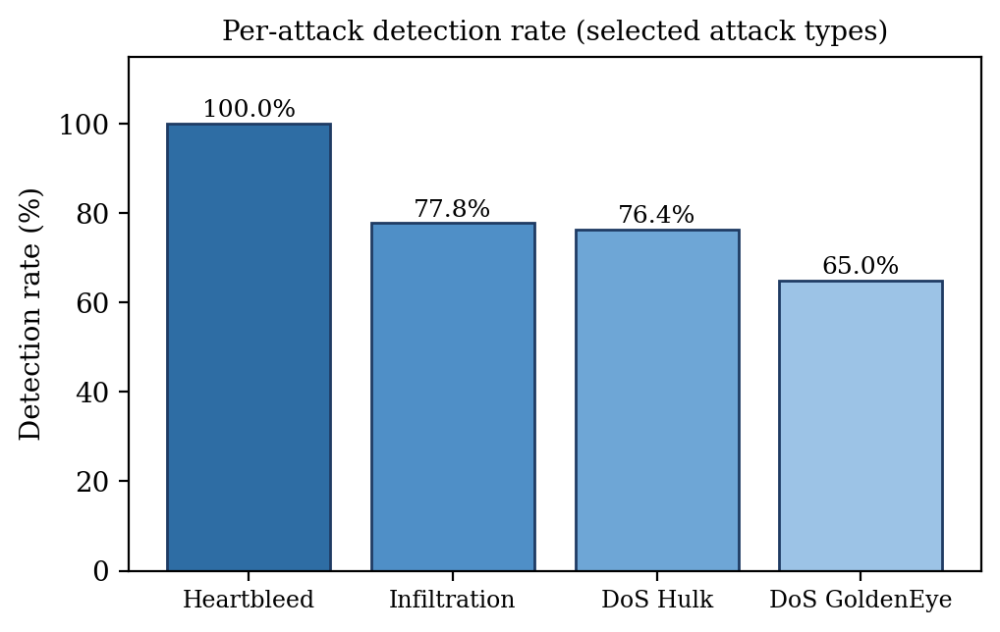 Per-attack detection rate (selected attack types)
Detection rate (%)
100
80
60
40
20
0
100.0%
77.8%
76.4%
65.0%
Heartbleed
Infiltration
DoS Hulk
DoS GoldenEye